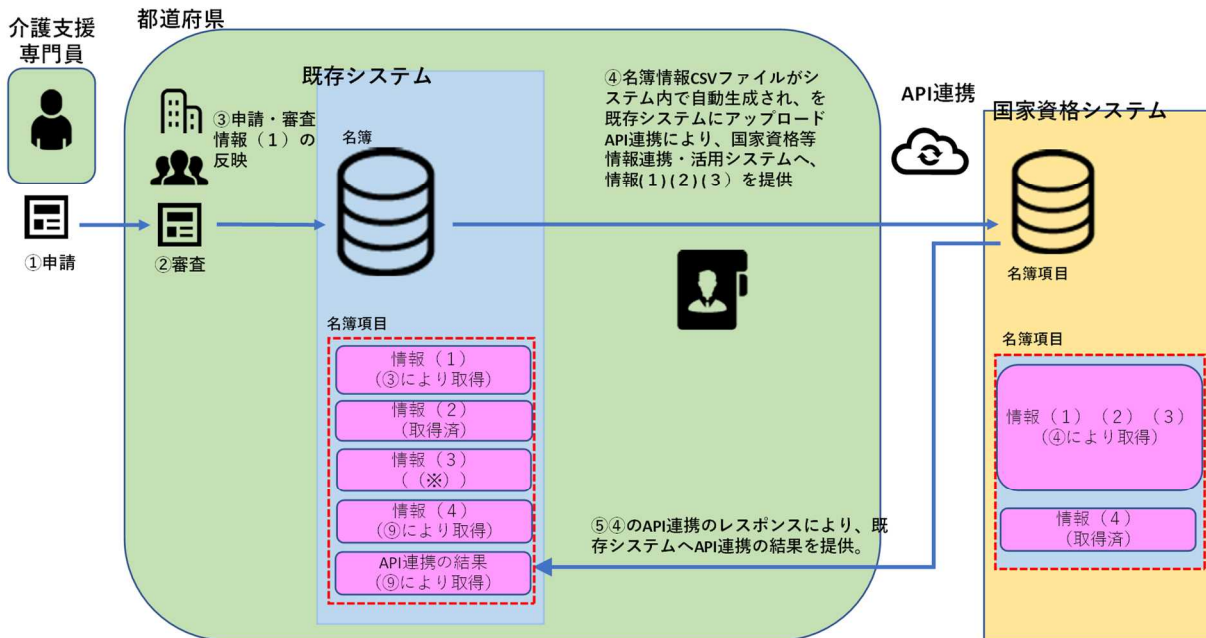 介護支援
専門員
①申請
都道府県
③申請・審査
情報（１）の
反映
②審査
既存システム
名簿
④名簿情報CSVファイルがシ
ステム内で自動生成され、を
既存システムにアップロード
API連携により、国家資格等
情報連携・活用システムへ、
情報(１)(２)(３）を提供
API連携
国家資格システム
名簿項目
名簿項目
情報（１）
(③により取得)
情報（２）
(取得済)
情報（３）
(（※）)
情報（４）
(⑨により取得)
API連携の結果
(⑨により取得)
⑤④のAPI連携のレスポンスにより、既
存システムへAPI連携の結果を提供。
名簿項目
情報（１）（２）（３）
(④により取得)
情報（４）
(取得済)